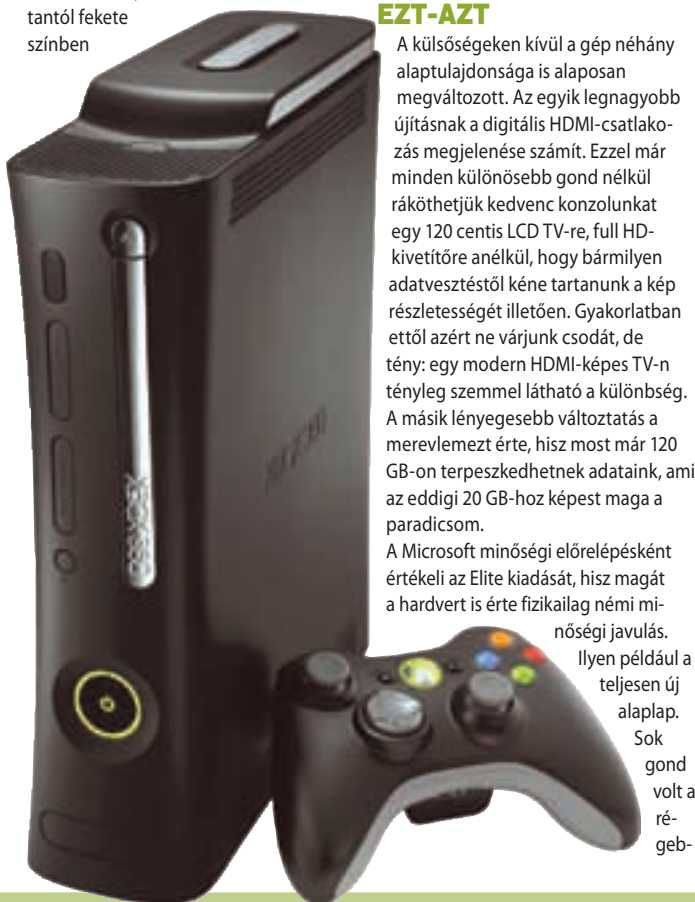 tantól fekete
színben
EZT-AZT
A külsőségeken kívül a gép néhány
alaptulajdonsága is alaposan
megváltozott. Az egyik legnagyobb
újításnak a digitális HDMI-csatlako-
zás megjelenése számít. Ezzel már
minden különösebb gond nélkül
ráköthetjük kedvenc konzolunkat
egy 120 centis LCD TV-re, full HD-
kivetítőre anélkül, hogy bármilyen
adatvesztéstől kéne tartanunk a kép
részletességét illetően. Gyakorlatban
ettől azért ne várjunk csodát, de
tény: egy modern HDMI-képes TV-n
tényleg szemmel látható a különbség.
A másik lényegesebb változtatás a
merevlemezt érte, hisz most már 120
GB-on terpeszkedhetnek adataink, ami
az eddigi 20 GB-hoz képest maga a
paradicsom.
A Microsoft minőségi előrelépésként
értékeli az Elite kiadását, hisz magát
a hardvert is érte fizikailag némi mi-
nőségi javulás.
Ilyen például a
teljesen új
alaplap.
Sok
gond
volt a
ré-
geb-